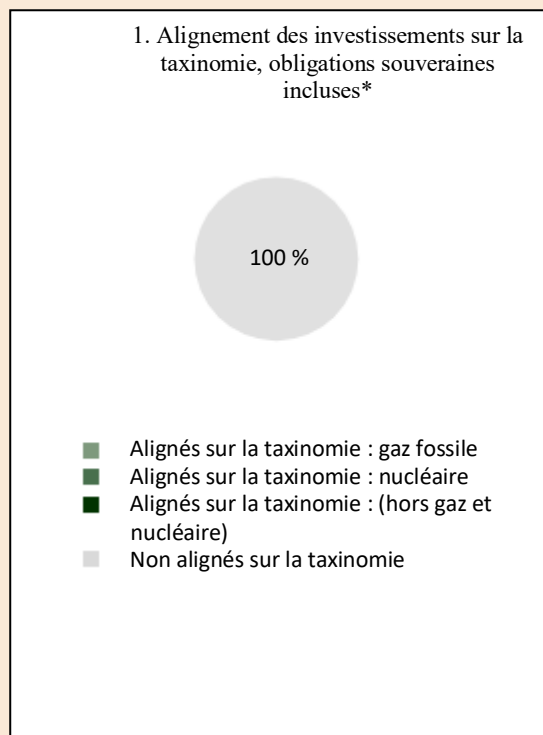 1. Alignement des investissements sur la
taxinomie, obligations souveraines
incluses*
100 %
Alignés sur la taxinomie : gaz fossile
Alignés sur la taxinomie : nucléaire
Alignés sur la taxinomie : (hors gaz et
nucléaire)
Non alignés sur la taxinomie